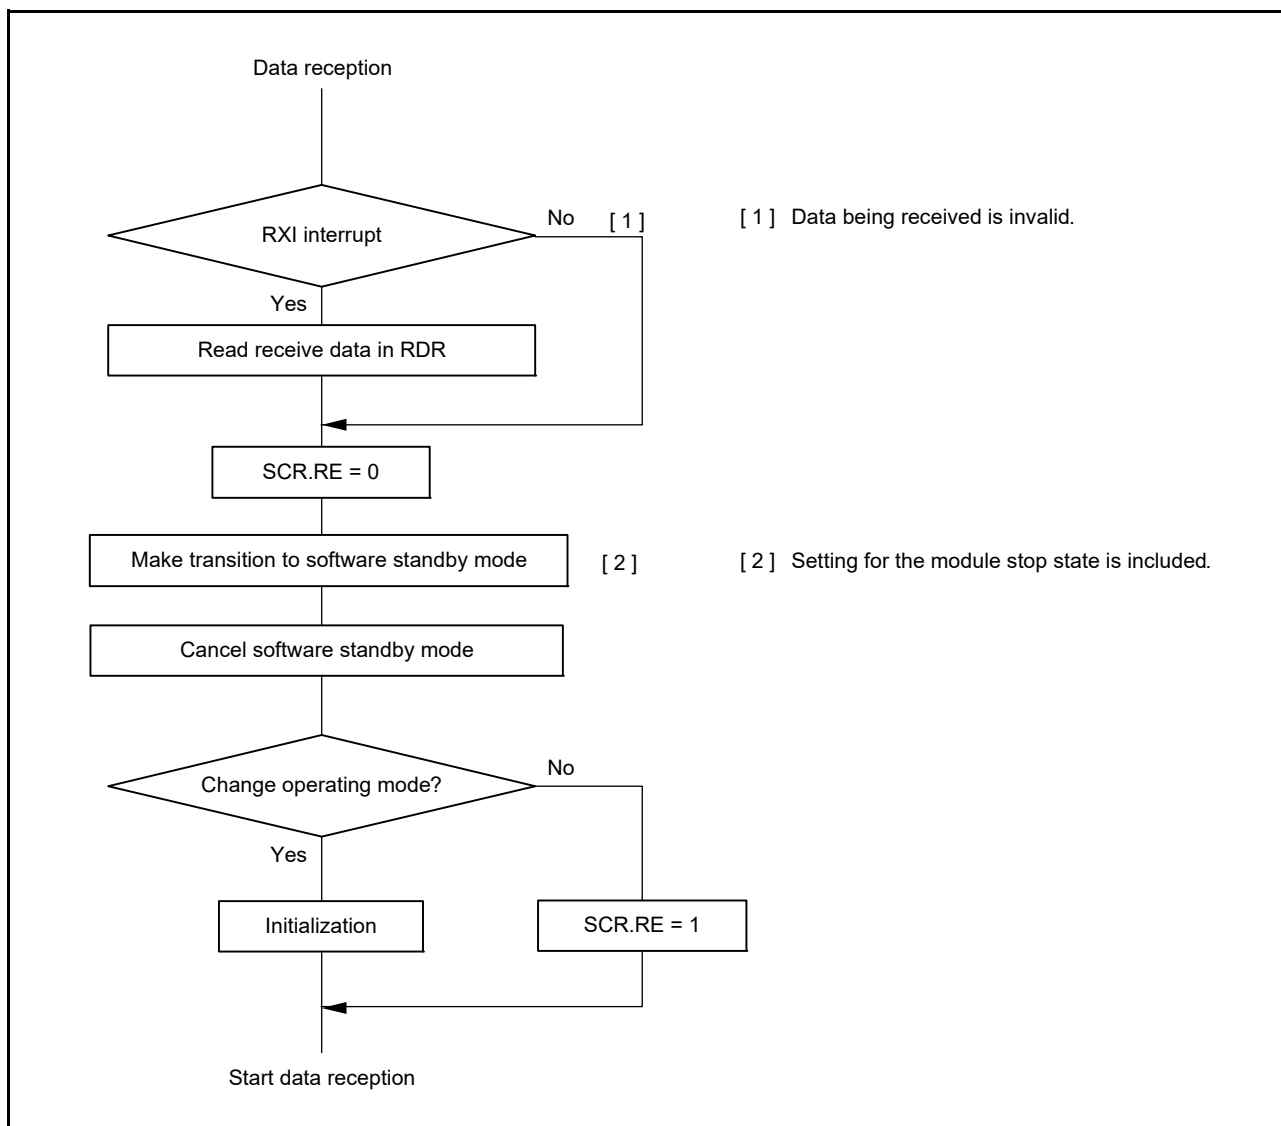 Data reception
No [ 1 ]
[ 1 ] Data being received is invalid.
RXI interrupt
Yes
Read receive data in RDR
SCR.RE = 0
Make transition to software standby mode
[ 2 ]
[ 2 ] Setting for the module stop state is included.
Cancel software standby mode
No
Change operating mode?
Yes
Initialization
SCR.RE = 1
Start data reception